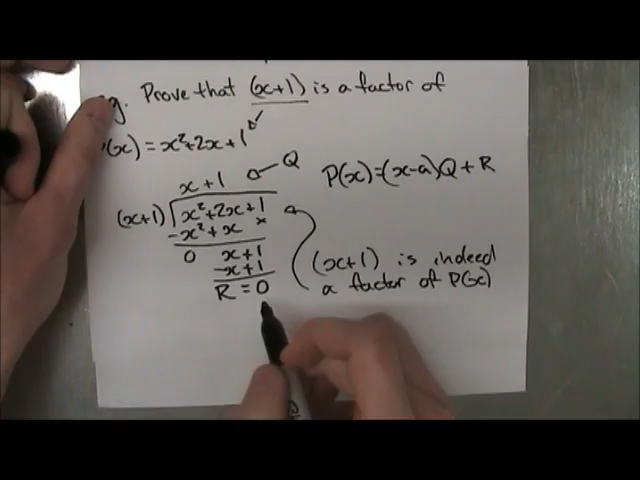 g. Prove that (x+1) is a factor of
P(x) = x²+2x+1
x + 1 ← Q
P(x)=(x-a)Q + R
(x+1) x²+2x+1
-x²+x
0 x+1
-x+1
R = 0
(x+1) is indeed
a factor of P(x)